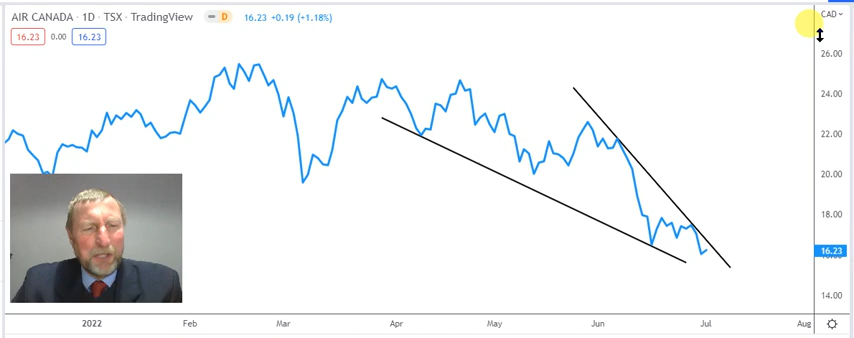 AIR CANADA · 1D · TSX · TradingView D 16.23 +0.19 (+1.18%)
CAD
16.23 0.00 16.23
26.00
24.00
22.00
20.00
18.00
16.23
14.00
2022 Feb Mar Apr May Jun Jul Aug